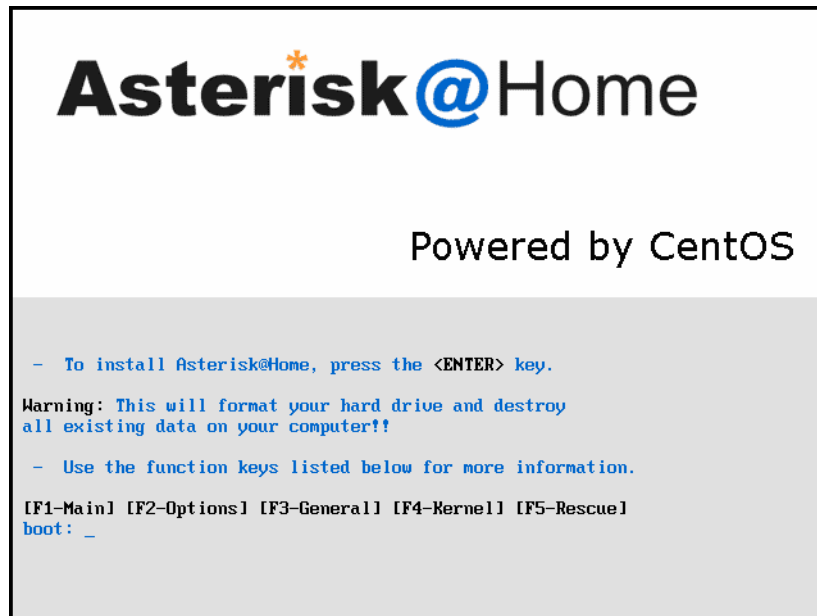 Asterisk@Home
Powered by CentOS
- To install Asterisk@Home, press the <ENTER> key.
Warning: This will format your hard drive and destroy
all existing data on your computer!!
- Use the function keys listed below for more information.
[F1-Main] [F2-Options] [F3-General] [F4-Kernel] [F5-Rescue]
boot: _